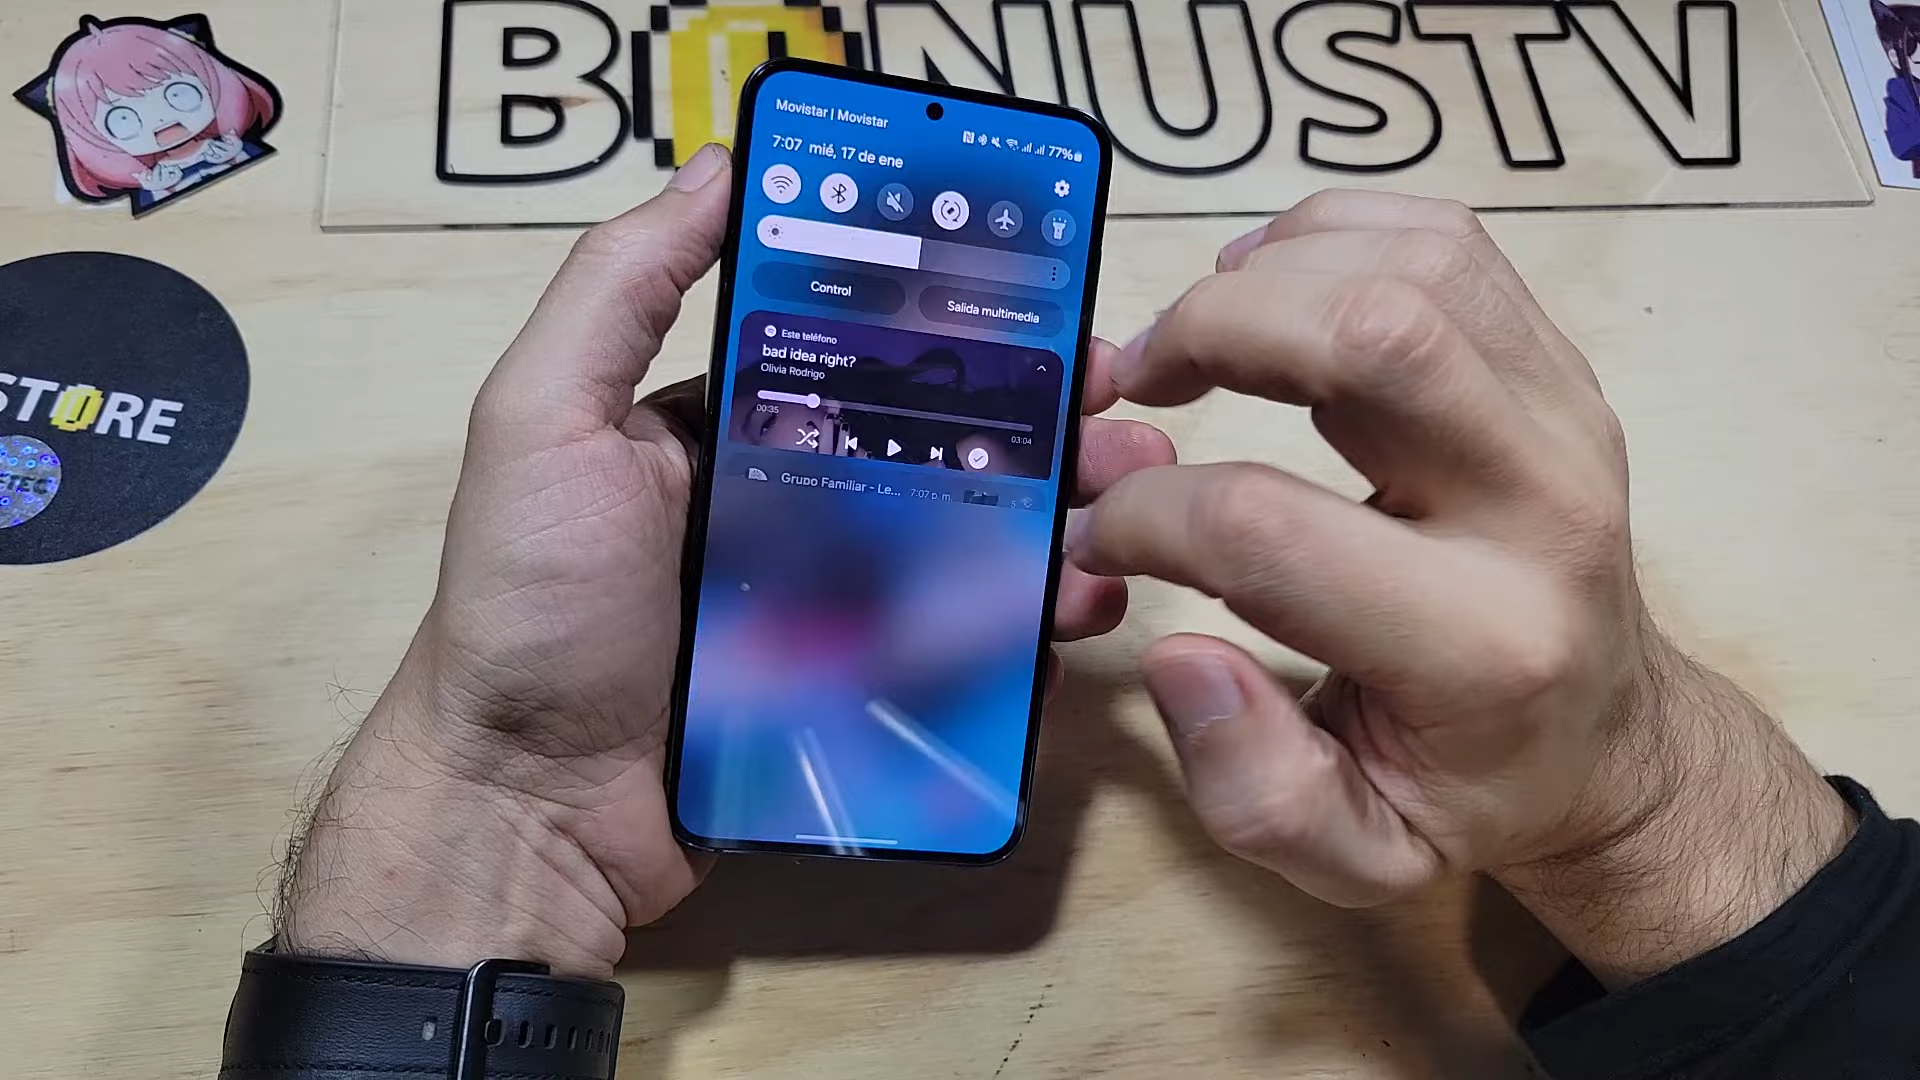 BONUSTV
STORE
Movistar | Movistar
77%
7:07 mié, 17 de ene
Control
Salida multimedia
Este teléfono
bad idea right?
Olivia Rodrigo
00:35
03:04
Grupo Familiar - Le... 7:07 p. m.
5